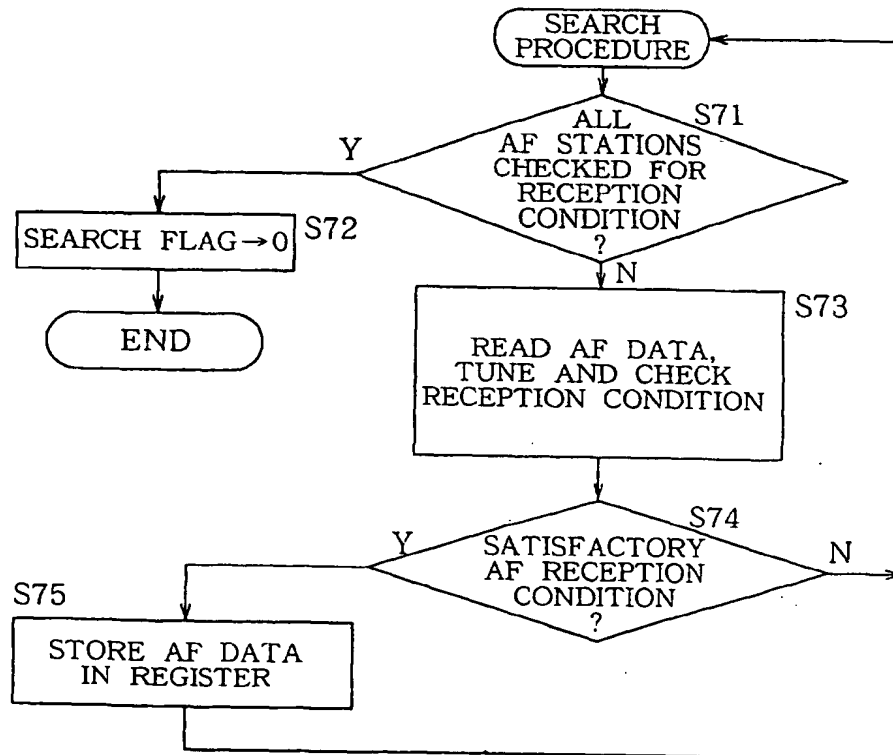 SEARCH
PROCEDURE
S71
ALL
AF STATIONS
CHECKED FOR
RECEPTION
CONDITION
?
Y
N
SEARCH FLAG→0
S72
END
S73
READ AF DATA,
TUNE AND CHECK
RECEPTION CONDITION
S74
SATISFACTORY
AF RECEPTION
CONDITION
?
Y
N
S75
STORE AF DATA
IN REGISTER